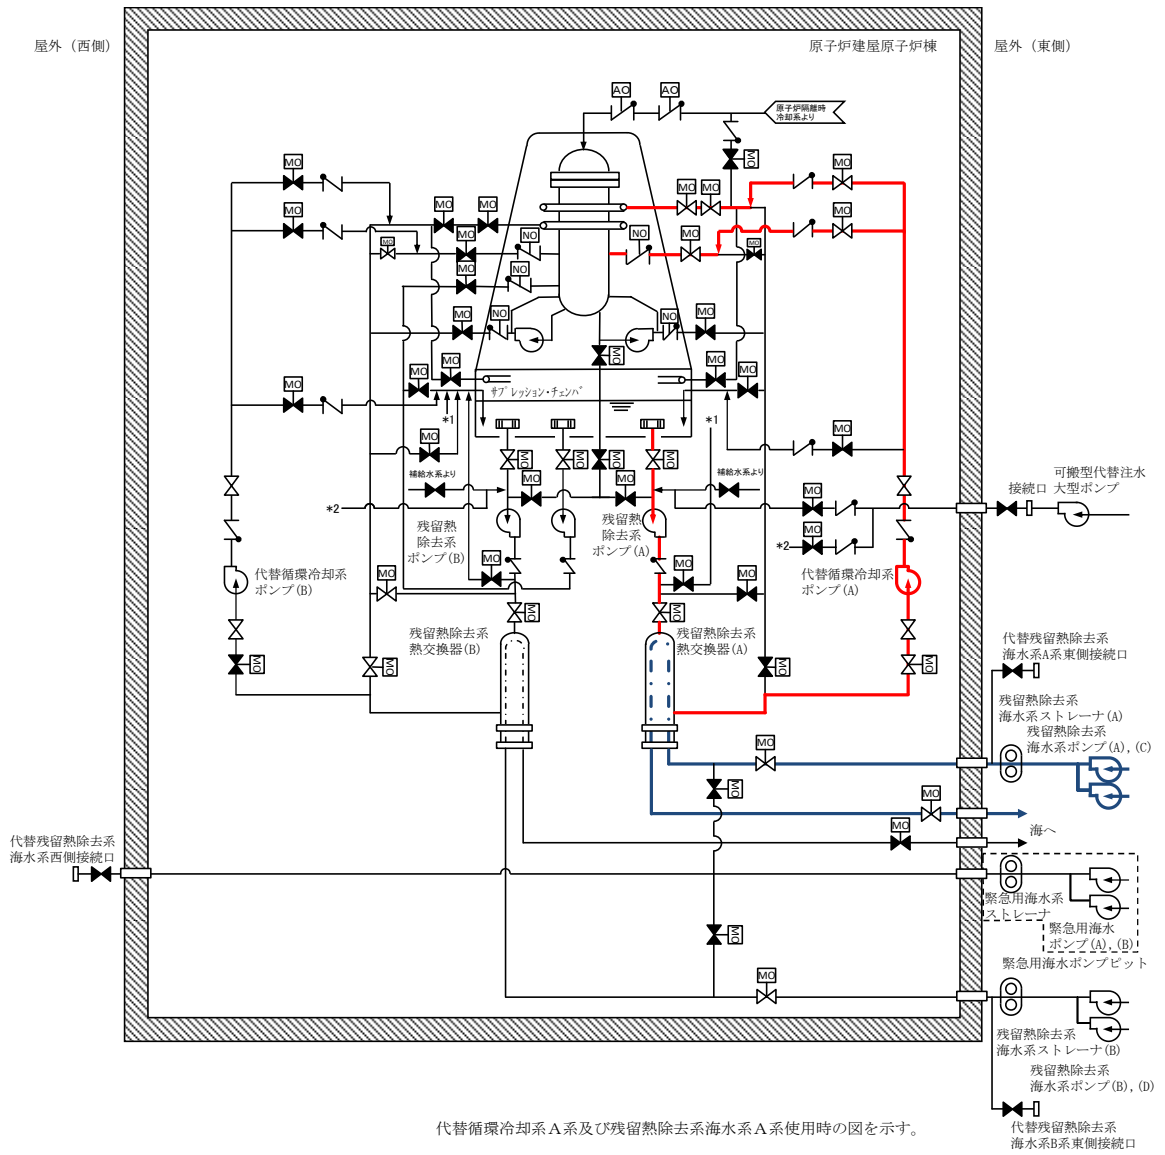 屋外（西側）
原子炉建屋原子炉棟
屋外（東側）
AO
AO
原子炉隔離時
冷却系より
MO
MO
MO
MO
MO
MO
MO
MO
MO
MO
NO
NO
MO
MO
MO
MO
MO
NO
MO
NO
NO
MO
MO
MO
MO
MO
MO
MO
サプレッション・チェンバ
MO
*1
*1
MO
MO
MO
MO
MO
MO
補給水系より
補給水系より
MO
MO
MO
*2
残留熱
除去系
ポンプ(B)
残留熱
除去系
ポンプ(A)
MO
*2
接続口
可搬型代替注水
大型ポンプ
代替循環冷却系
ポンプ(B)
MO
MO
MO
MO
代替循環冷却系
ポンプ(A)
MO
MO
残留熱除去系
熱交換器(B)
残留熱除去系
熱交換器(A)
MO
MO
MO
MO
代替残留熱除去系
海水系A系東側接続口
残留熱除去系
海水系ストレーナ(A)
残留熱除去系
海水系ポンプ(A),(C)
MO
MO
MO
MO
海へ
代替残留熱除去系
海水系西側接続口
緊急用海水系
ストレーナ
緊急用海水
ポンプ(A),(B)
緊急用海水ポンプピット
MO
MO
残留熱除去系
海水系ストレーナ(B)
残留熱除去系
海水系ポンプ(B),(D)
代替残留熱除去系
海水系B系東側接続口
代替循環冷却系Ａ系及び残留熱除去系海水系Ａ系使用時の図を示す。